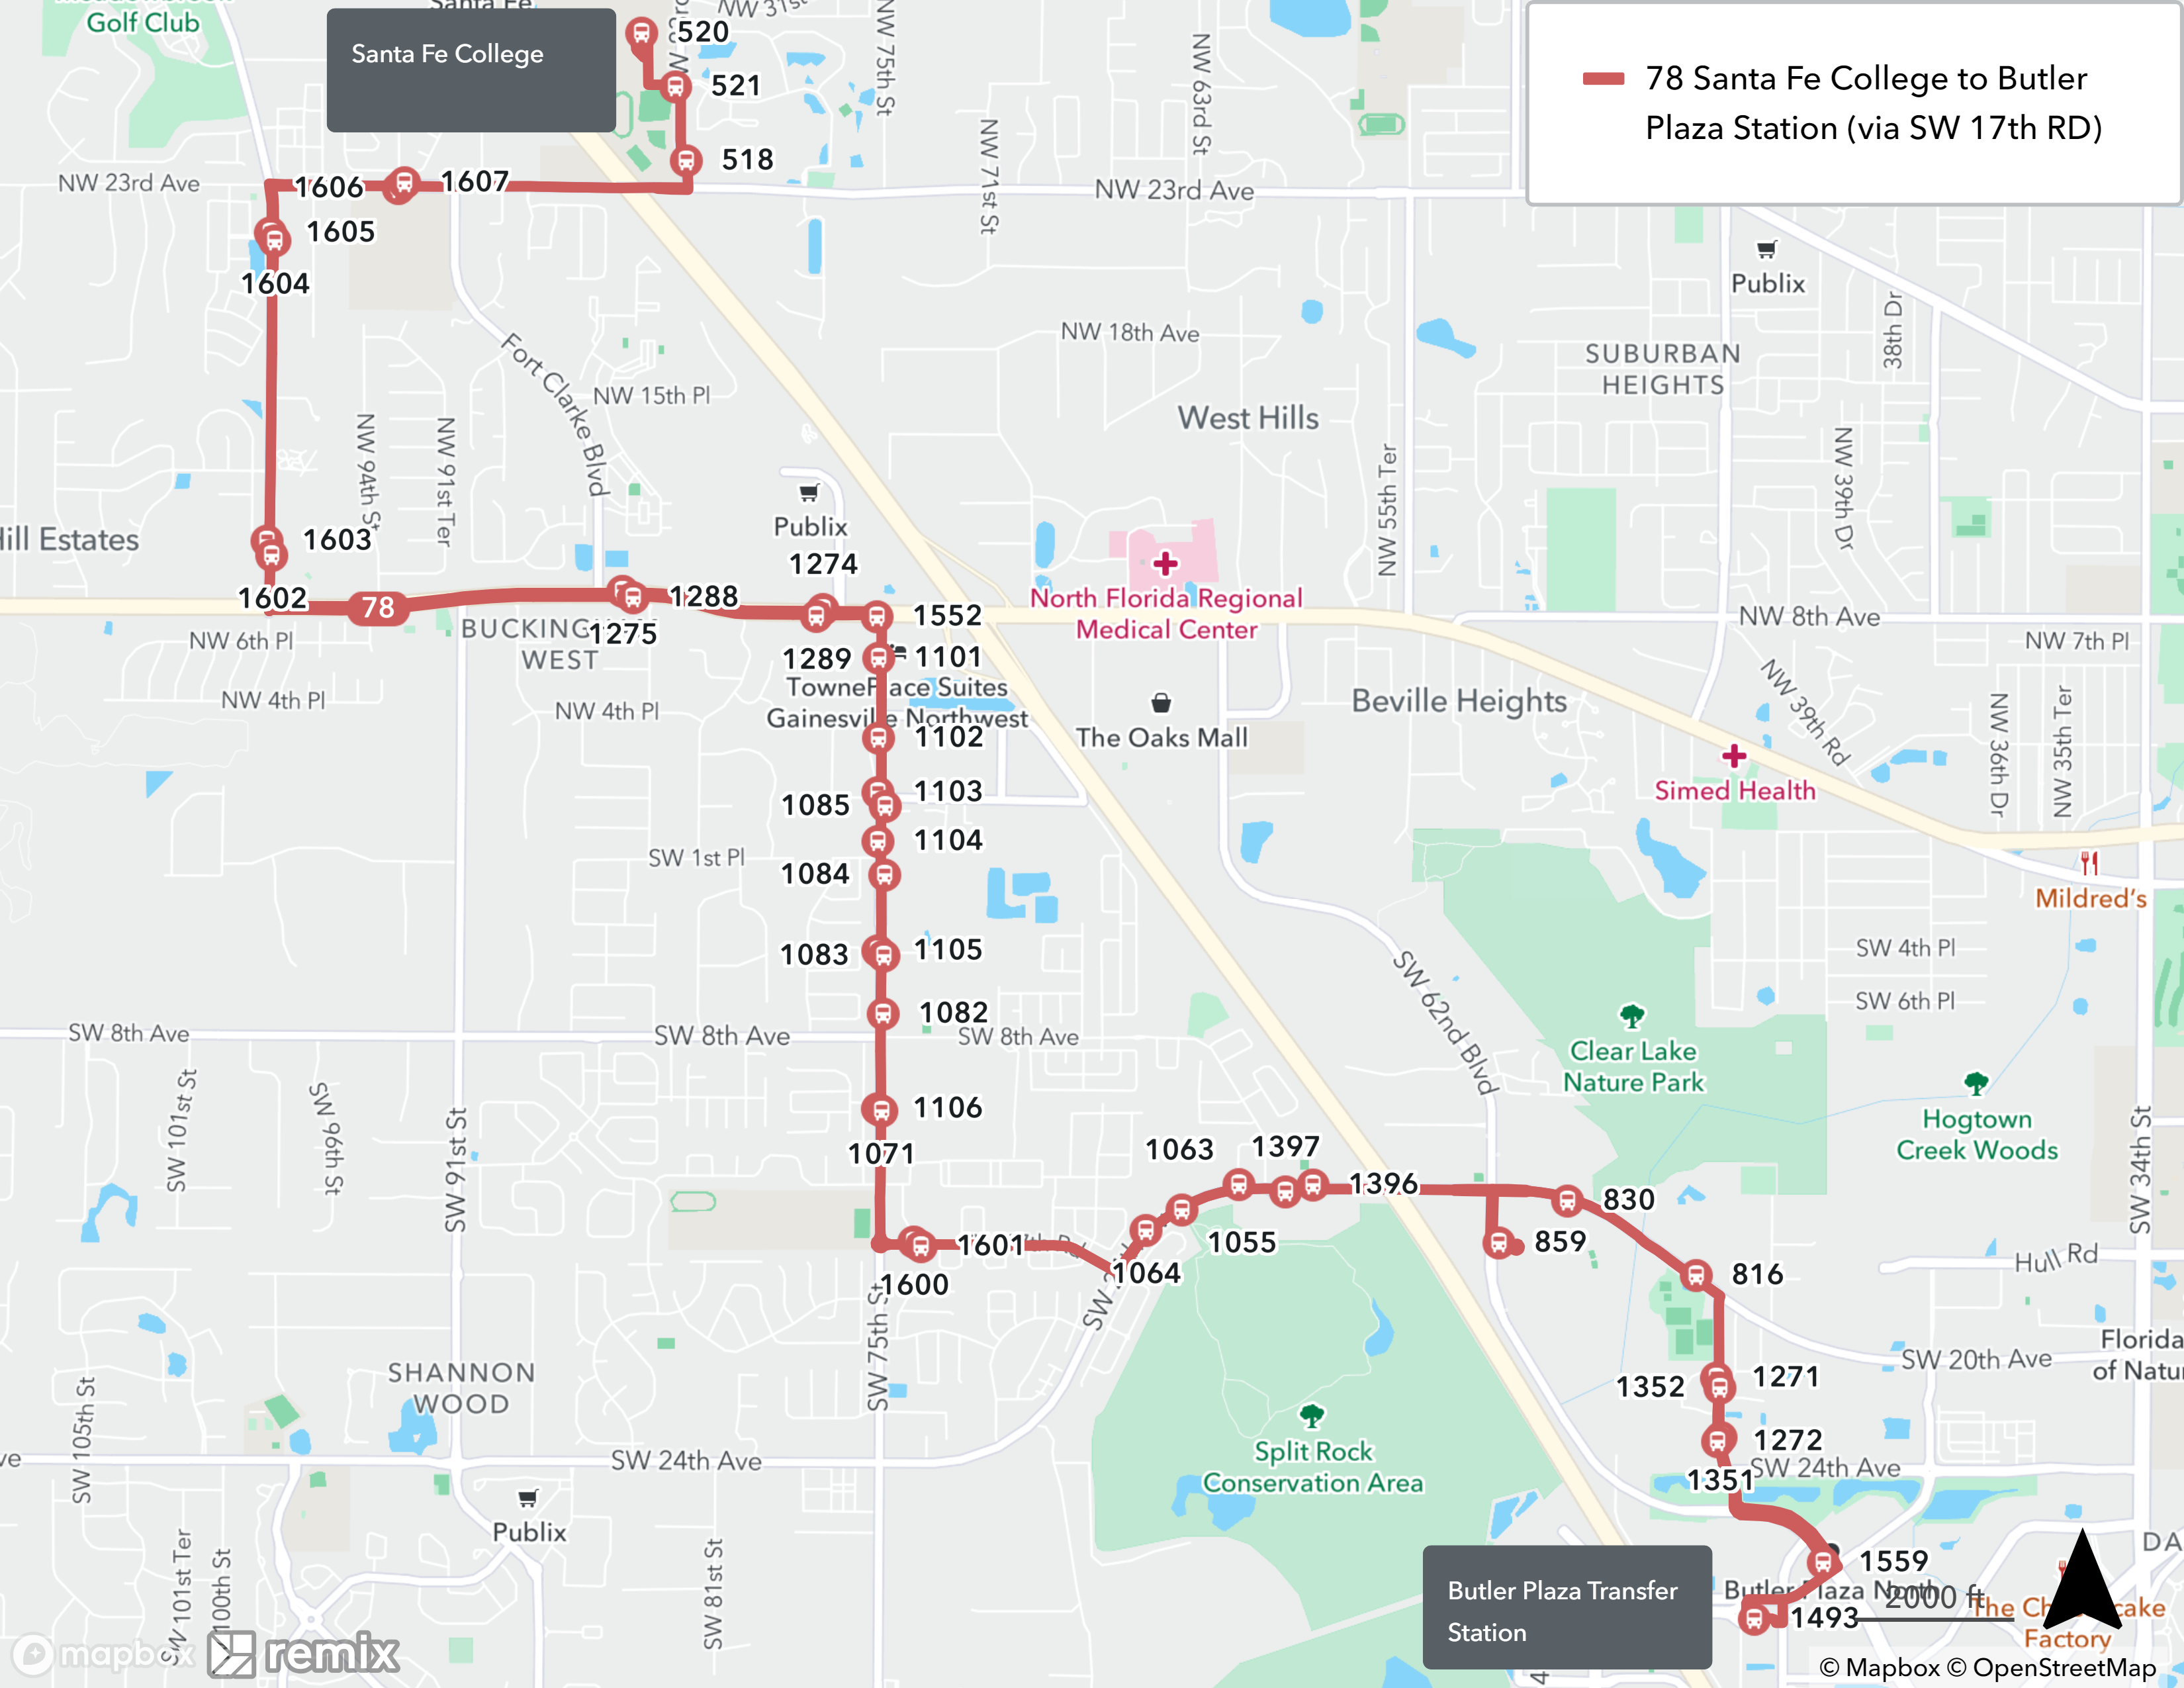 Golf Club
Santa Fe
NW 31st
Santa Fe College
520
521
518
NW 75th St
NW 63rd St
NW 71st St
78 Santa Fe College to Butler
Plaza Station (via SW 17th RD)
NW 23rd Ave
1606
1607
NW 23rd Ave
1605
1604
Publix
NW 18th Ave
SUBURBAN
HEIGHTS
38th Dr
Fort Clarke Blvd
NW 15th Pl
West Hills
NW 94th St
NW 91st Ter
NW 55th Ter
NW 39th Dr
Publix
Hill Estates
1603
1274
1602
78
1288
1275
1552
North Florida Regional
Medical Center
NW 8th Ave
NW 6th Pl
BUCKINGHAM
WEST
NW 7th Pl
1289
1101
TownePlace Suites
Gainesville Northwest
NW 4th Pl
NW 4th Pl
Beville Heights
NW 39th Rd
NW 36th Dr
NW 35th Ter
1102
The Oaks Mall
Simed Health
1085
1103
1104
SW 1st Pl
1084
Mildred's
1083
1105
SW 4th Pl
SW 62nd Blvd
SW 6th Pl
1082
SW 8th Ave
SW 8th Ave
SW 8th Ave
Clear Lake
Nature Park
Hogtown
Creek Woods
SW 101st St
SW 96th St
SW 91st St
SW 34th St
1106
1071
1063
1397
1396
830
1601
1055
859
1064
1600
816
Hull Rd
SW 75th St
SHANNON
WOOD
SW 105th St
Florida
of Natu
SW 20th Ave
1352
1271
1272
SW 24th Ave
Split Rock
Conservation Area
SW 24th Ave
1351
Publix
SW 101st Ter
100th St
SW 81st St
DA
Butler Plaza Transfer
Station
1559
Butler Plaza North
2000 ft
1493
The Cheesecake
Factory
mapbox
remix
© Mapbox © OpenStreetMap